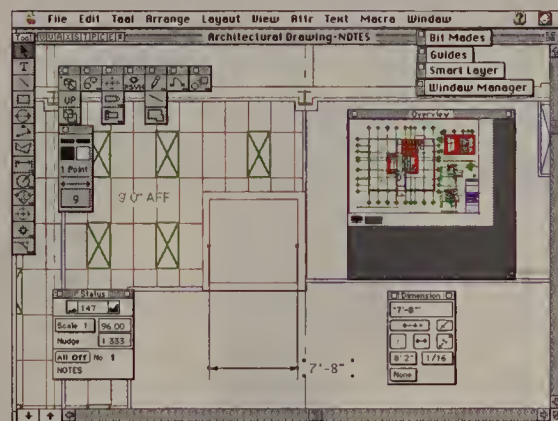 File Edit Tool Arrange Layout View Attr Text Macro Window
Tool
Architectural Drawing-NOTES
Bit Modes
Guides
Smart Layer
Window Manager
Overview
UP
1 Point
9
9'0" AFF
Status
147
Scale 1 96.00
Nudge 1.333
All Off No 1
NOTES
7'-8"
Dimension
"7'-8""
8'2" 1/16
None